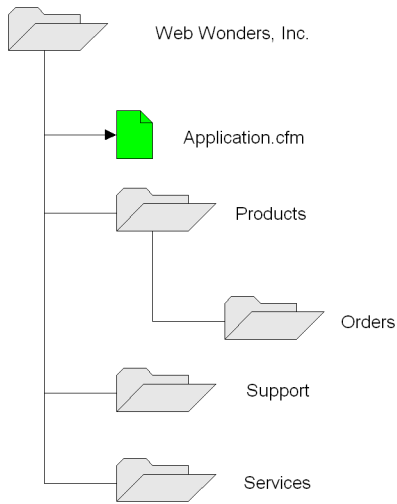 Web Wonders, Inc.
Application.cfm
Products
Orders
Support
Services